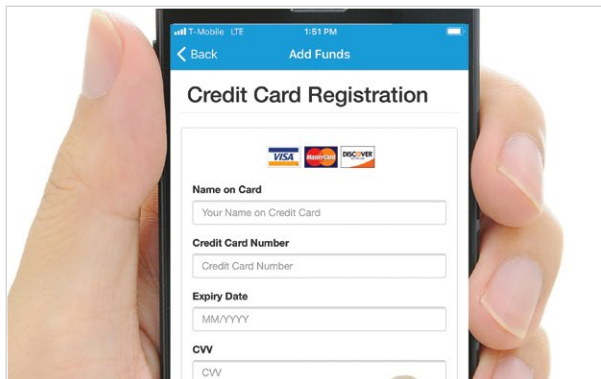 T-Mobile LTE 1:51 PM
Back Add Funds
Credit Card Registration
VISA MasterCard DISCOVER
Name on Card
Your Name on Credit Card
Credit Card Number
Credit Card Number
Expiry Date
MM/YYYY
CVV
CVV